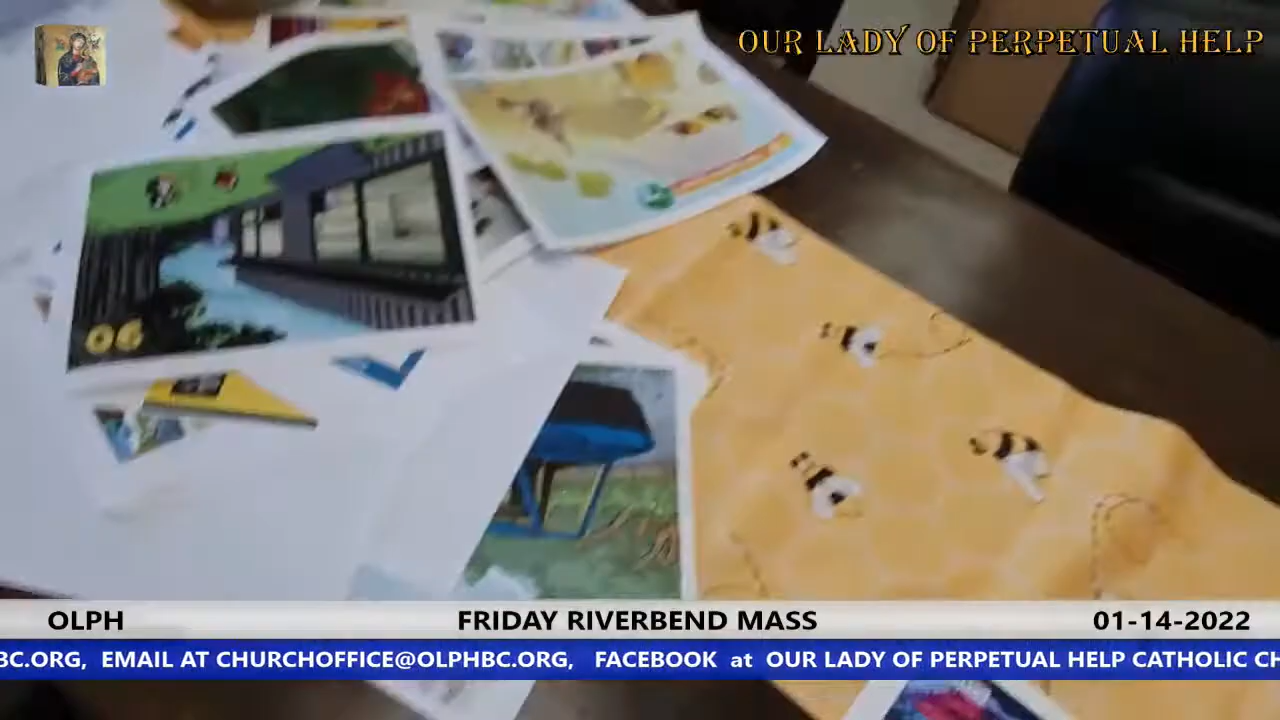 OUR LADY OF PERPETUAL HELP
06
OLPH
FRIDAY RIVERBEND MASS
01-14-2022
BC.ORG, EMAIL AT CHURCHOFFICE@OLPHBC.ORG, FACEBOOK at OUR LADY OF PERPETUAL HELP CATHOLIC CH